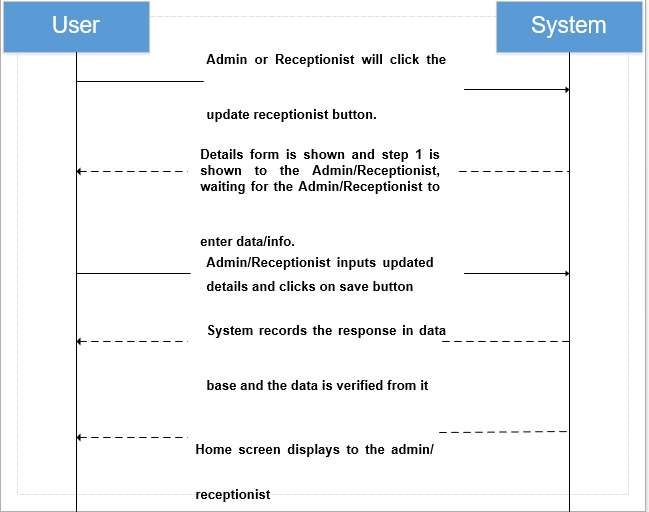 User
System
Admin or Receptionist will click the
update receptionist button.
Details form is shown and step 1 is
shown to the Admin/Receptionist,
waiting for the Admin/Receptionist to
enter data/info.
Admin/Receptionist inputs updated
details and clicks on save button
System records the response in data
base and the data is verified from it
Home screen displays to the admin/
receptionist